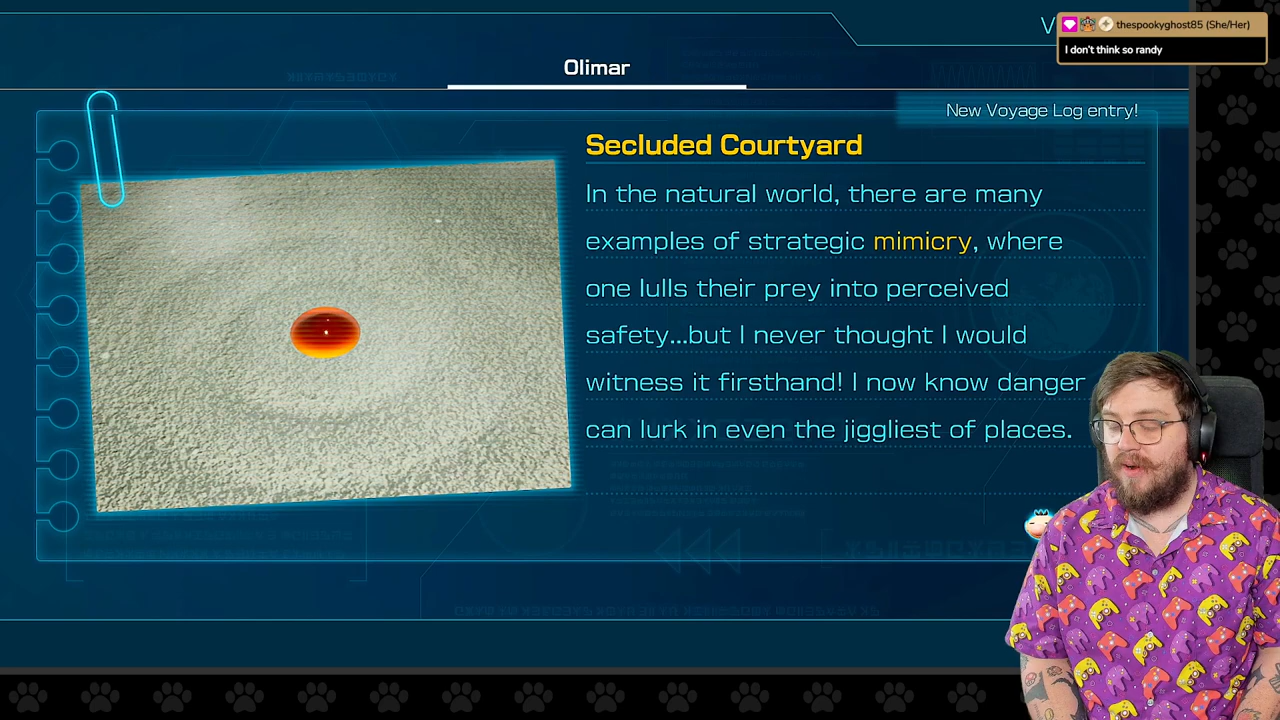 thespookyghost85 (She/Her)
I don't think so randy
Olimar
New Voyage Log entry!
Secluded Courtyard
In the natural world, there are many
examples of strategic mimicry, where
one lulls their prey into perceived
safety...but I never thought I would
witness it firsthand! I now know danger
can lurk in even the jiggliest of places.